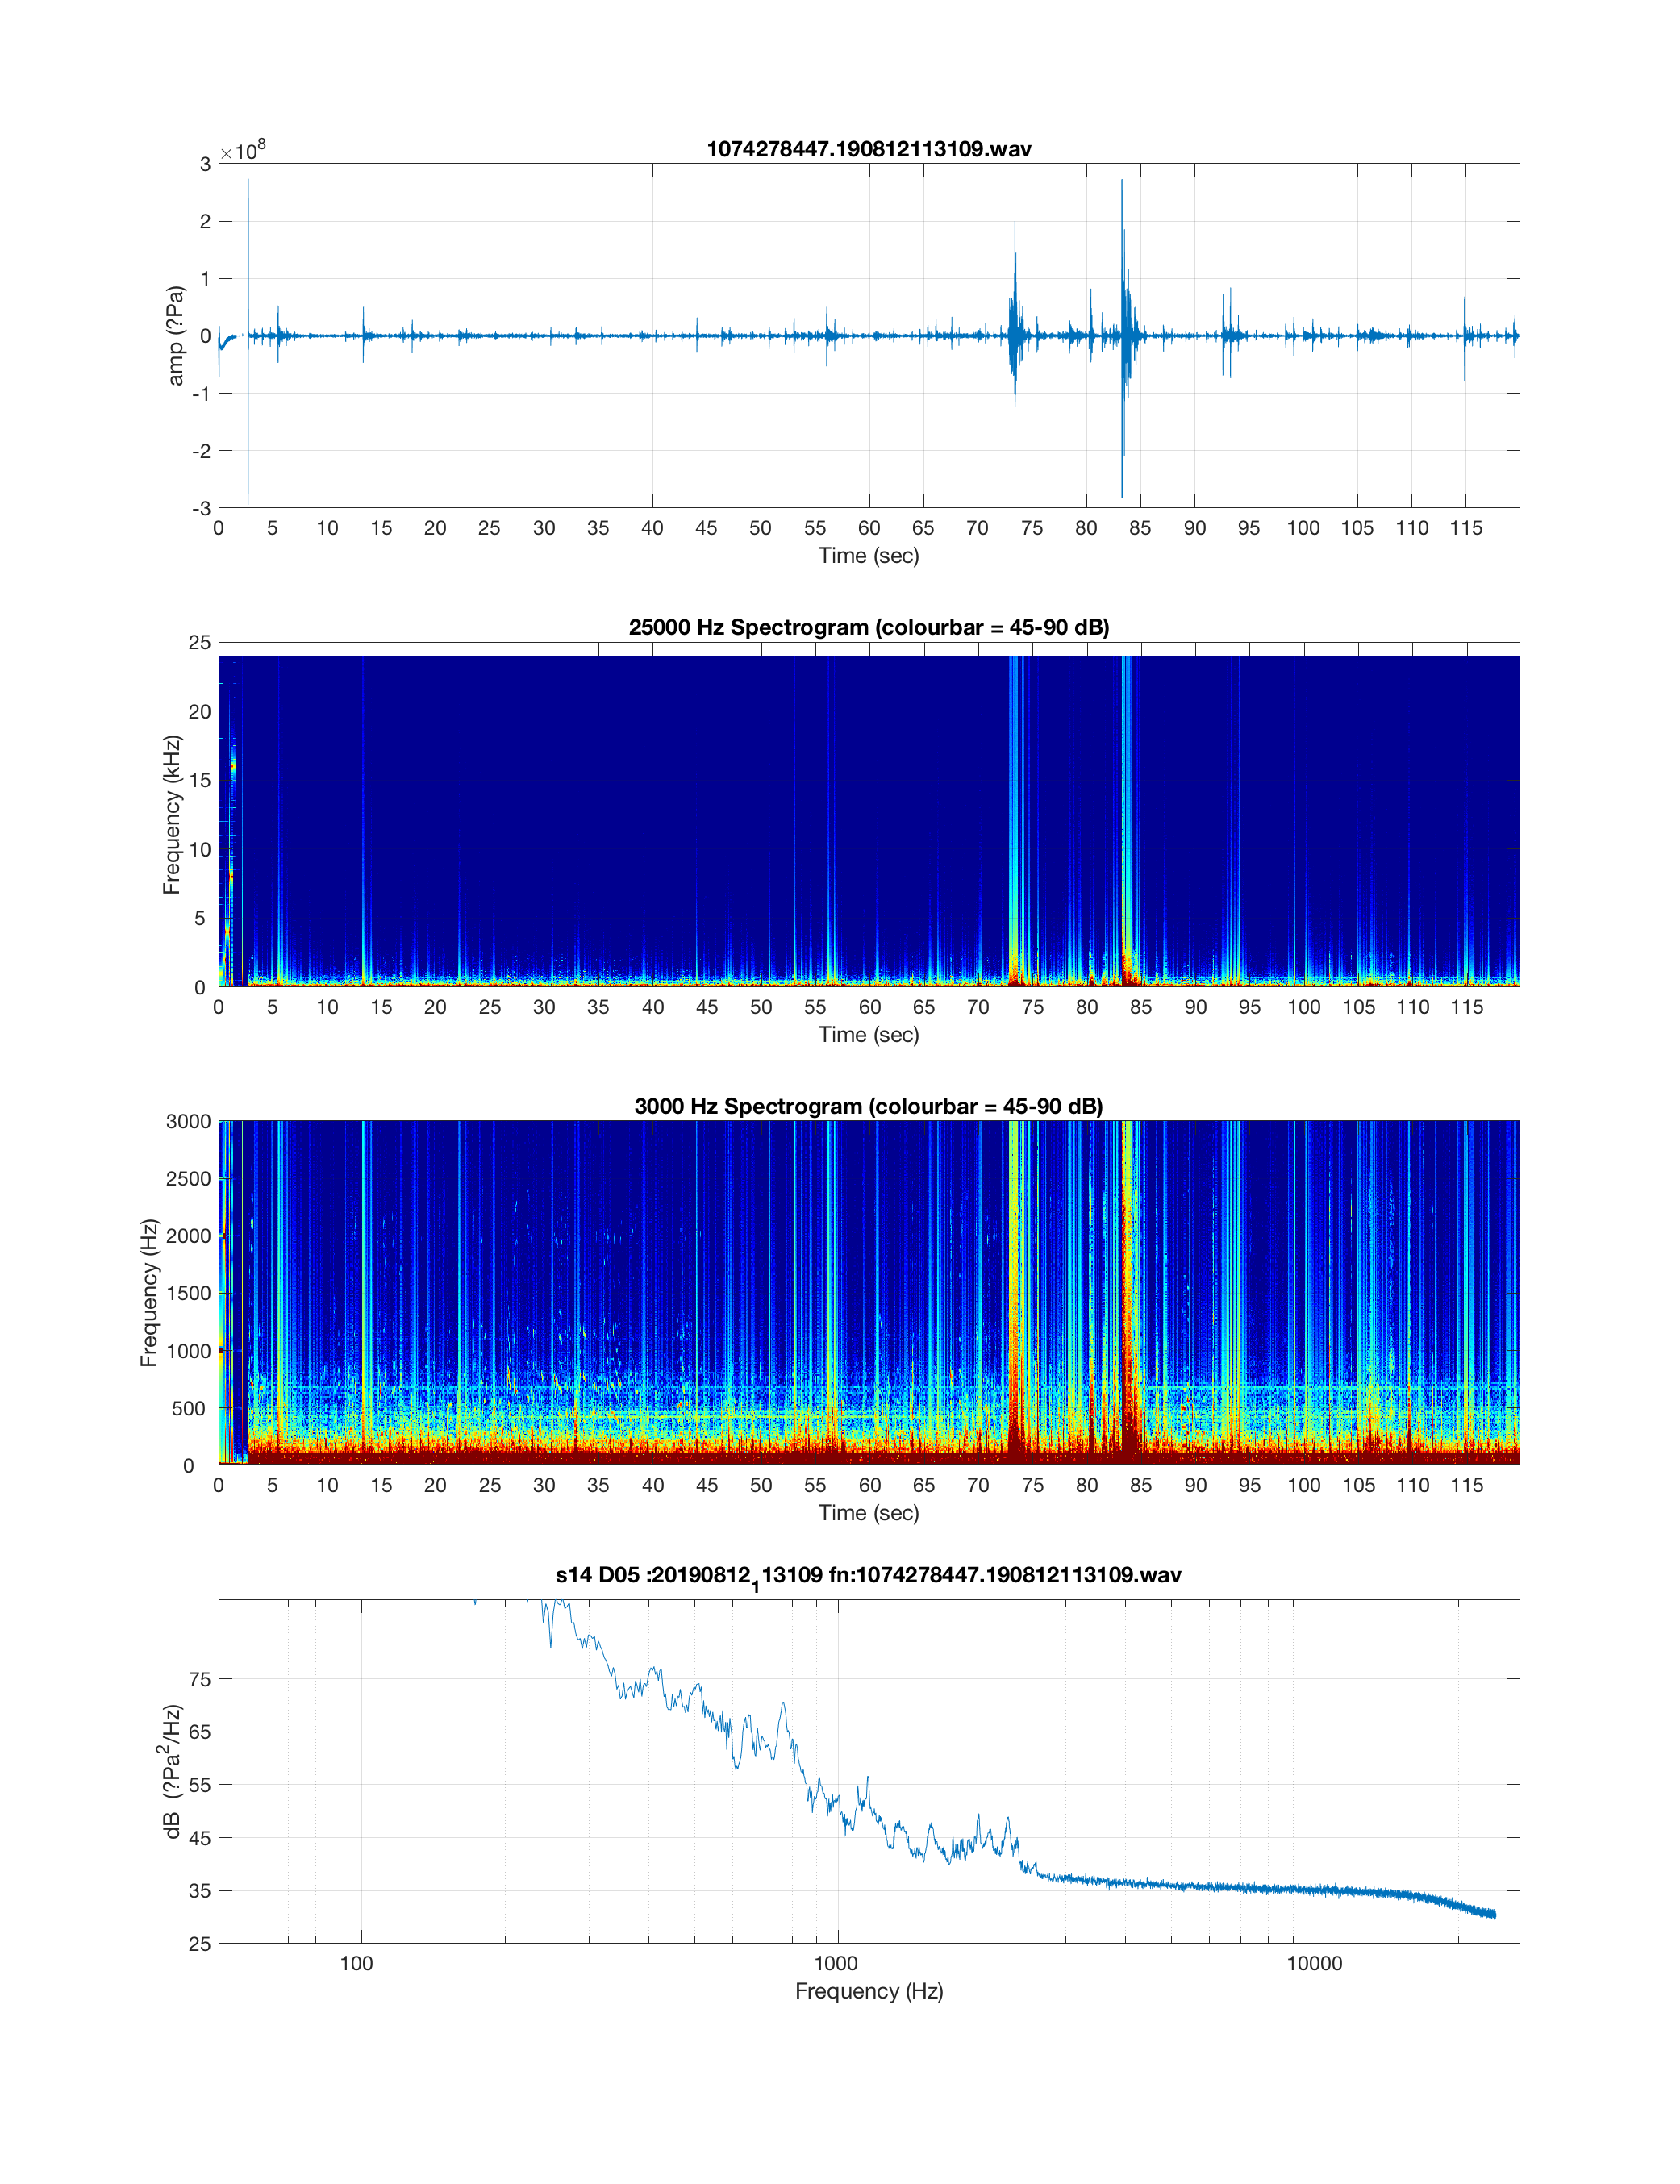 1074278447.190812113109.wav
×10^8
3
2
1
0
-1
-2
-3
amp (?Pa)
0 5 10 15 20 25 30 35 40 45 50 55 60 65 70 75 80 85 90 95 100 105 110 115
Time (sec)
25000 Hz Spectrogram (colourbar = 45-90 dB)
25
20
15
10
5
0
Frequency (kHz)
0 5 10 15 20 25 30 35 40 45 50 55 60 65 70 75 80 85 90 95 100 105 110 115
Time (sec)
3000 Hz Spectrogram (colourbar = 45-90 dB)
3000
2500
2000
1500
1000
500
0
Frequency (Hz)
0 5 10 15 20 25 30 35 40 45 50 55 60 65 70 75 80 85 90 95 100 105 110 115
Time (sec)
s14 D05 :20190812_113109 fn:1074278447.190812113109.wav
75
65
55
45
35
25
dB (?Pa^2/Hz)
100 1000 10000
Frequency (Hz)